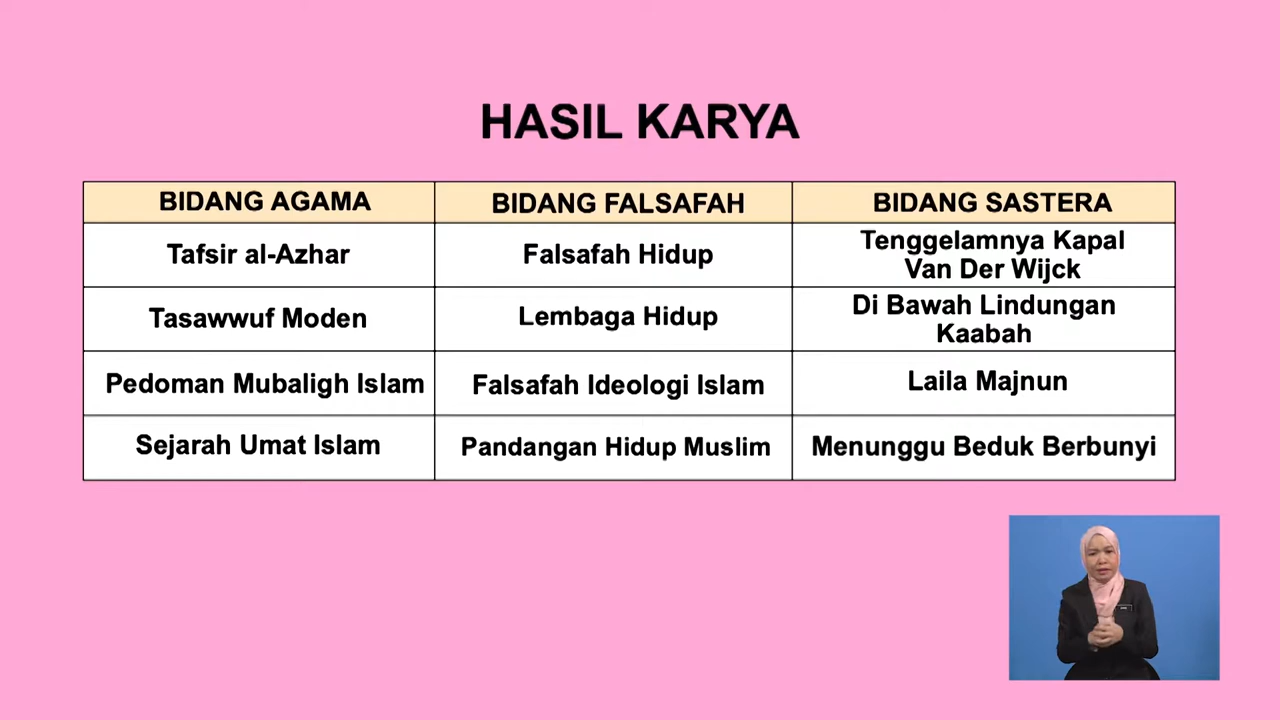 HASIL KARYA
BIDANG AGAMA
BIDANG FALSAFAH
BIDANG SASTERA
Tafsir al-Azhar
Falsafah Hidup
Tenggelamnya Kapal
Van Der Wijck
Tasawwuf Moden
Lembaga Hidup
Di Bawah Lindungan
Kaabah
Pedoman Mubaligh Islam
Falsafah Ideologi Islam
Laila Majnun
Sejarah Umat Islam
Pandangan Hidup Muslim
Menunggu Beduk Berbunyi